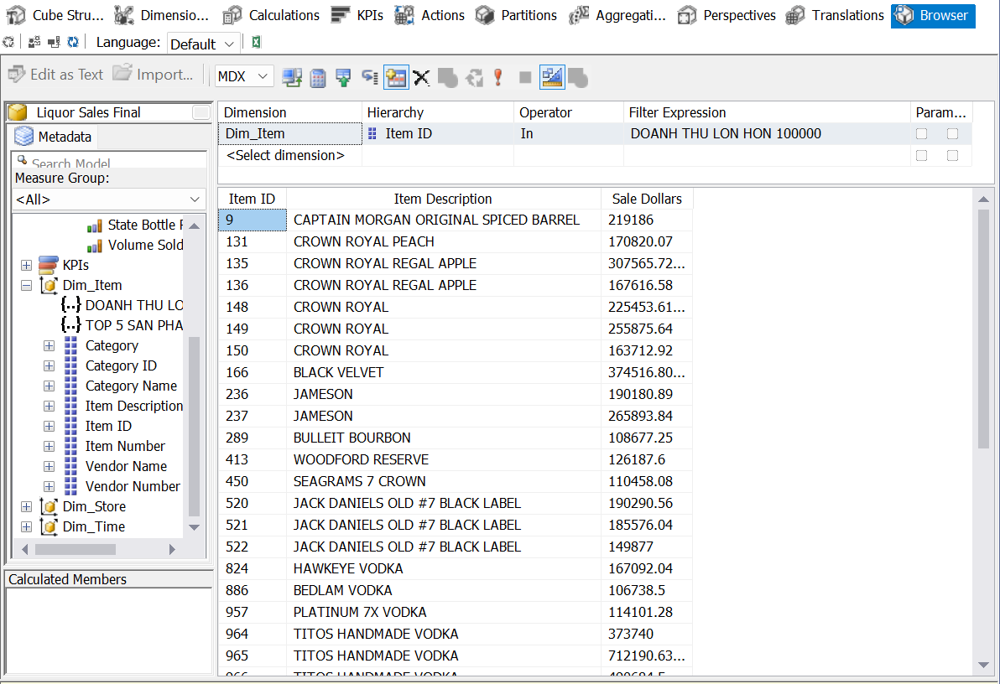 Cube Stru... Dimensio... Calculations KPIs Actions Partitions Aggregati... Perspectives Translations Browser
Language: Default
Edit as Text Import... MDX
Liquor Sales Final
Metadata
Search Model
Measure Group:
<All>
State Bottle
Volume Sold
KPIs
Dim_Item
DOANH THU LO
TOP 5 SAN PHA
Category
Category ID
Category Name
Item Description
Item ID
Item Number
Vendor Name
Vendor Number
Dim_Store
Dim_Time
Calculated Members
Dimension Hierarchy Operator Filter Expression Param...
Dim_Item Item ID In DOANH THU LON HON 100000
<Select dimension>
Item ID Item Description Sale Dollars
9 CAPTAIN MORGAN ORIGINAL SPICED BARREL 219186
131 CROWN ROYAL PEACH 170820.07
135 CROWN ROYAL REGAL APPLE 307565.72...
136 CROWN ROYAL REGAL APPLE 167616.58
148 CROWN ROYAL 225453.61...
149 CROWN ROYAL 255875.64
150 CROWN ROYAL 163712.92
166 BLACK VELVET 374516.80...
236 JAMESON 190180.89
237 JAMESON 265893.84
289 BULLEIT BOURBON 108677.25
413 WOODFORD RESERVE 126187.6
450 SEAGRAMS 7 CROWN 110458.08
520 JACK DANIELS OLD #7 BLACK LABEL 190290.56
521 JACK DANIELS OLD #7 BLACK LABEL 185576.04
522 JACK DANIELS OLD #7 BLACK LABEL 149877
824 HAWKEYE VODKA 167092.04
886 BEDLAM VODKA 106738.5
957 PLATINUM 7X VODKA 114101.28
964 TITOS HANDMADE VODKA 373740
965 TITOS HANDMADE VODKA 712190.63...
TITOS HANDMADE VODKA